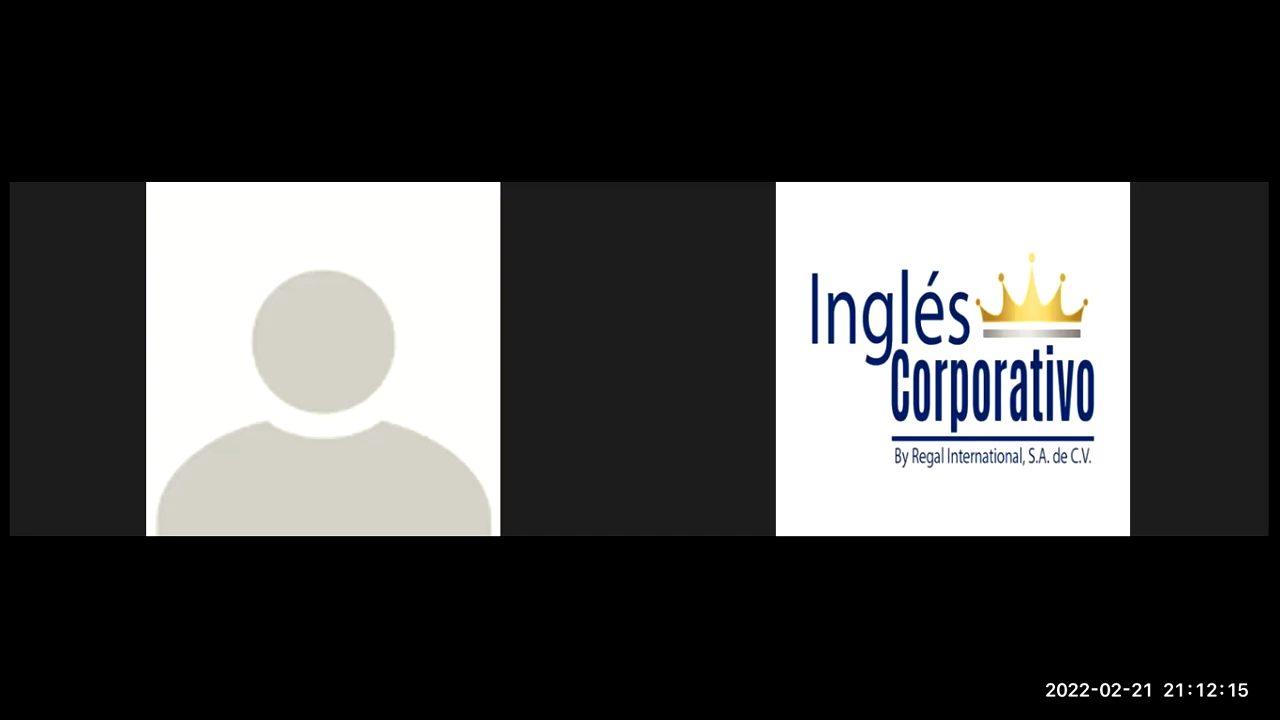 Inglés
Corporativo
By Regal International, S.A. de C.V.
2022-02-21 21:12:15